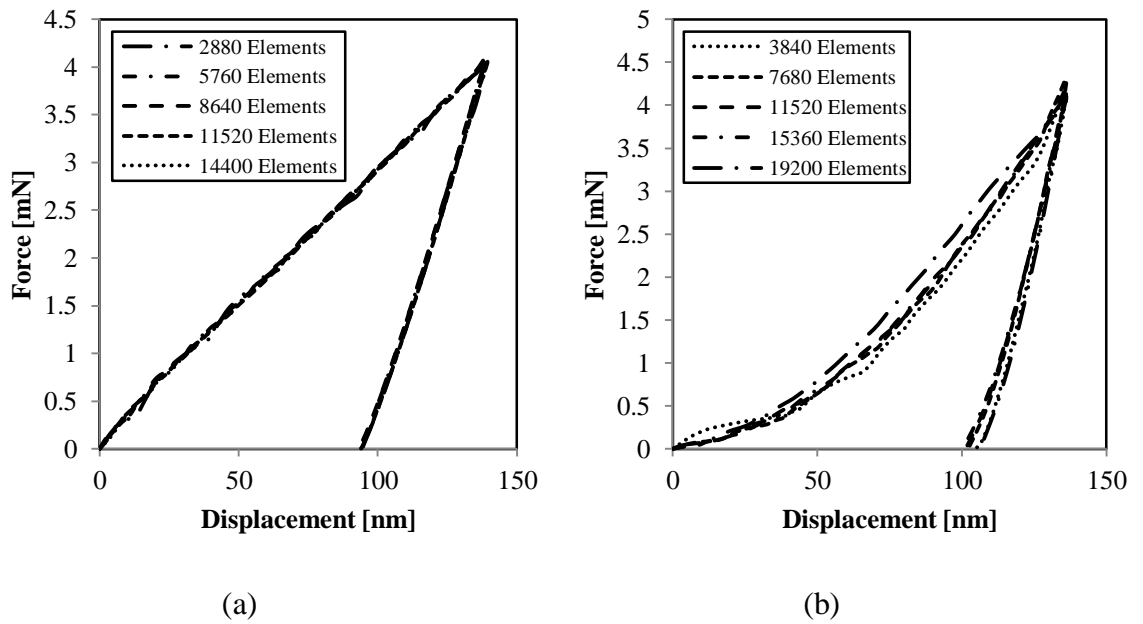 4.5
4
3.5
3
2.5
2
1.5
1
0.5
0
Force [mN]
2880 Elements
5760 Elements
8640 Elements
11520 Elements
14400 Elements
0 50 100 150
Displacement [nm]
(a)
5
4.5
4
3.5
3
2.5
2
1.5
1
0.5
0
Force [mN]
3840 Elements
7680 Elements
11520 Elements
15360 Elements
19200 Elements
0 50 100 150
Displacement [nm]
(b)